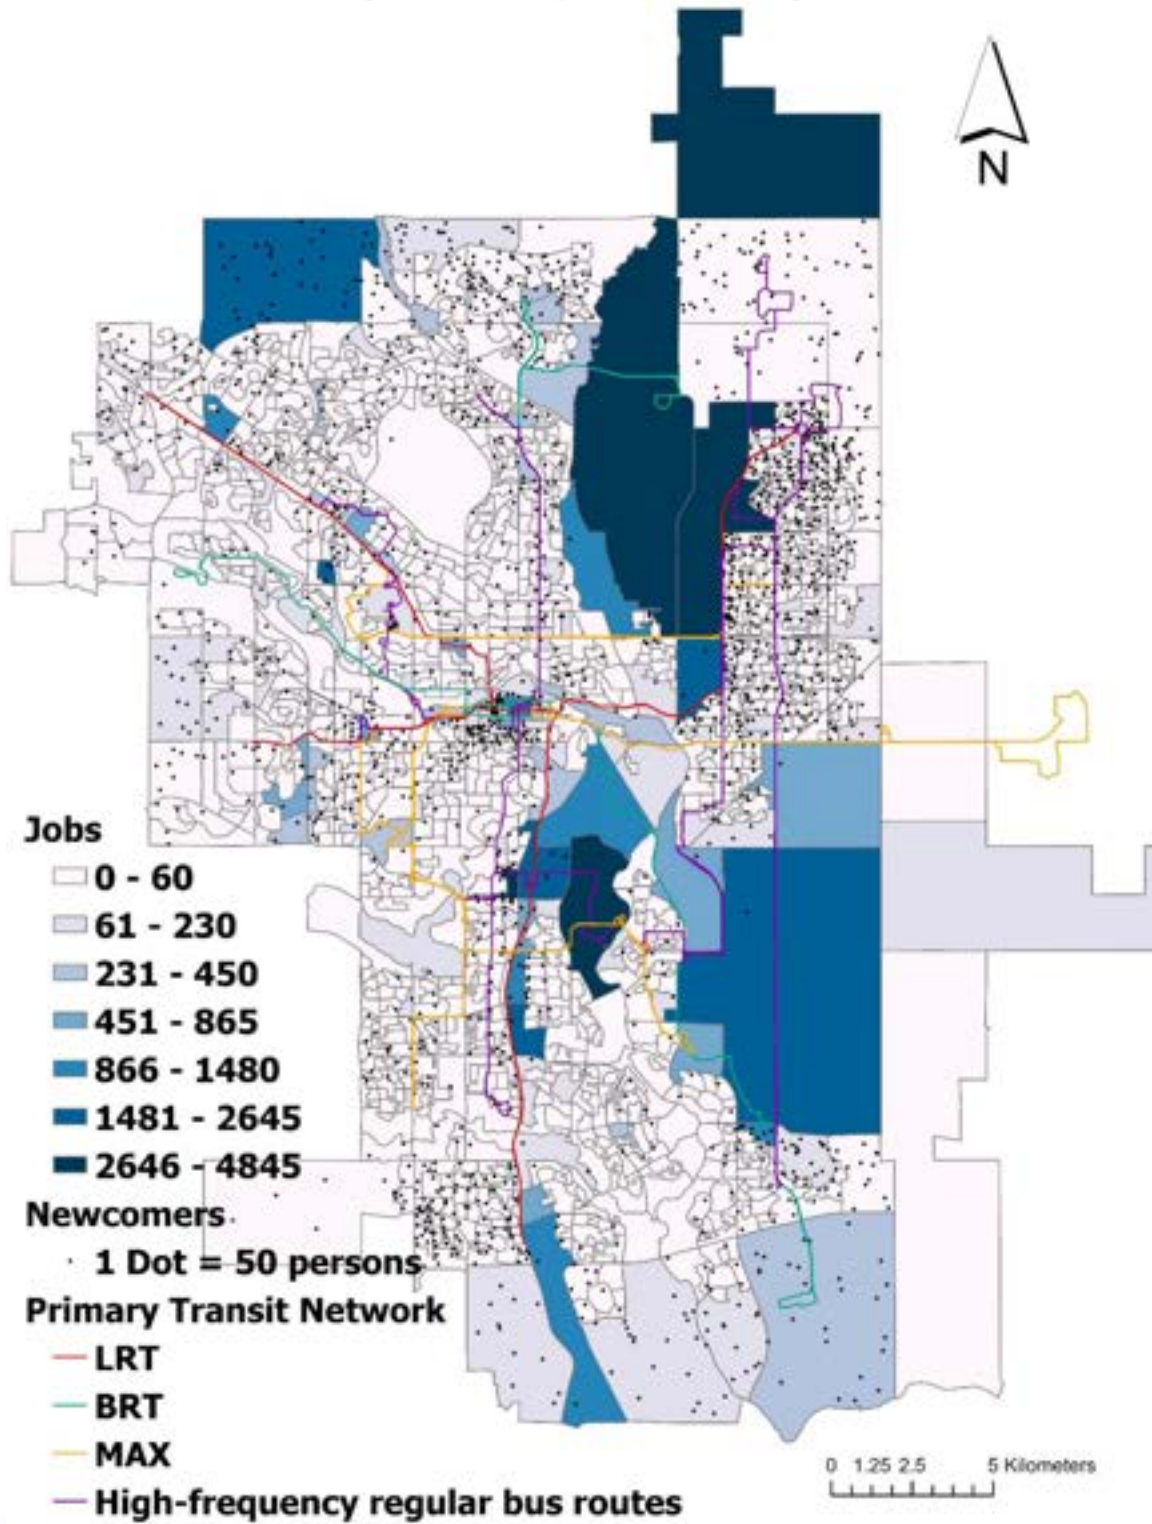 N
Jobs
0 - 60
61 - 230
231 - 450
451 - 865
866 - 1480
1481 - 2645
2646 - 4845
Newcomers
1 Dot = 50 persons
Primary Transit Network
LRT
BRT
MAX
High-frequency regular bus routes
0 1.25 2.5 5 Kilometers